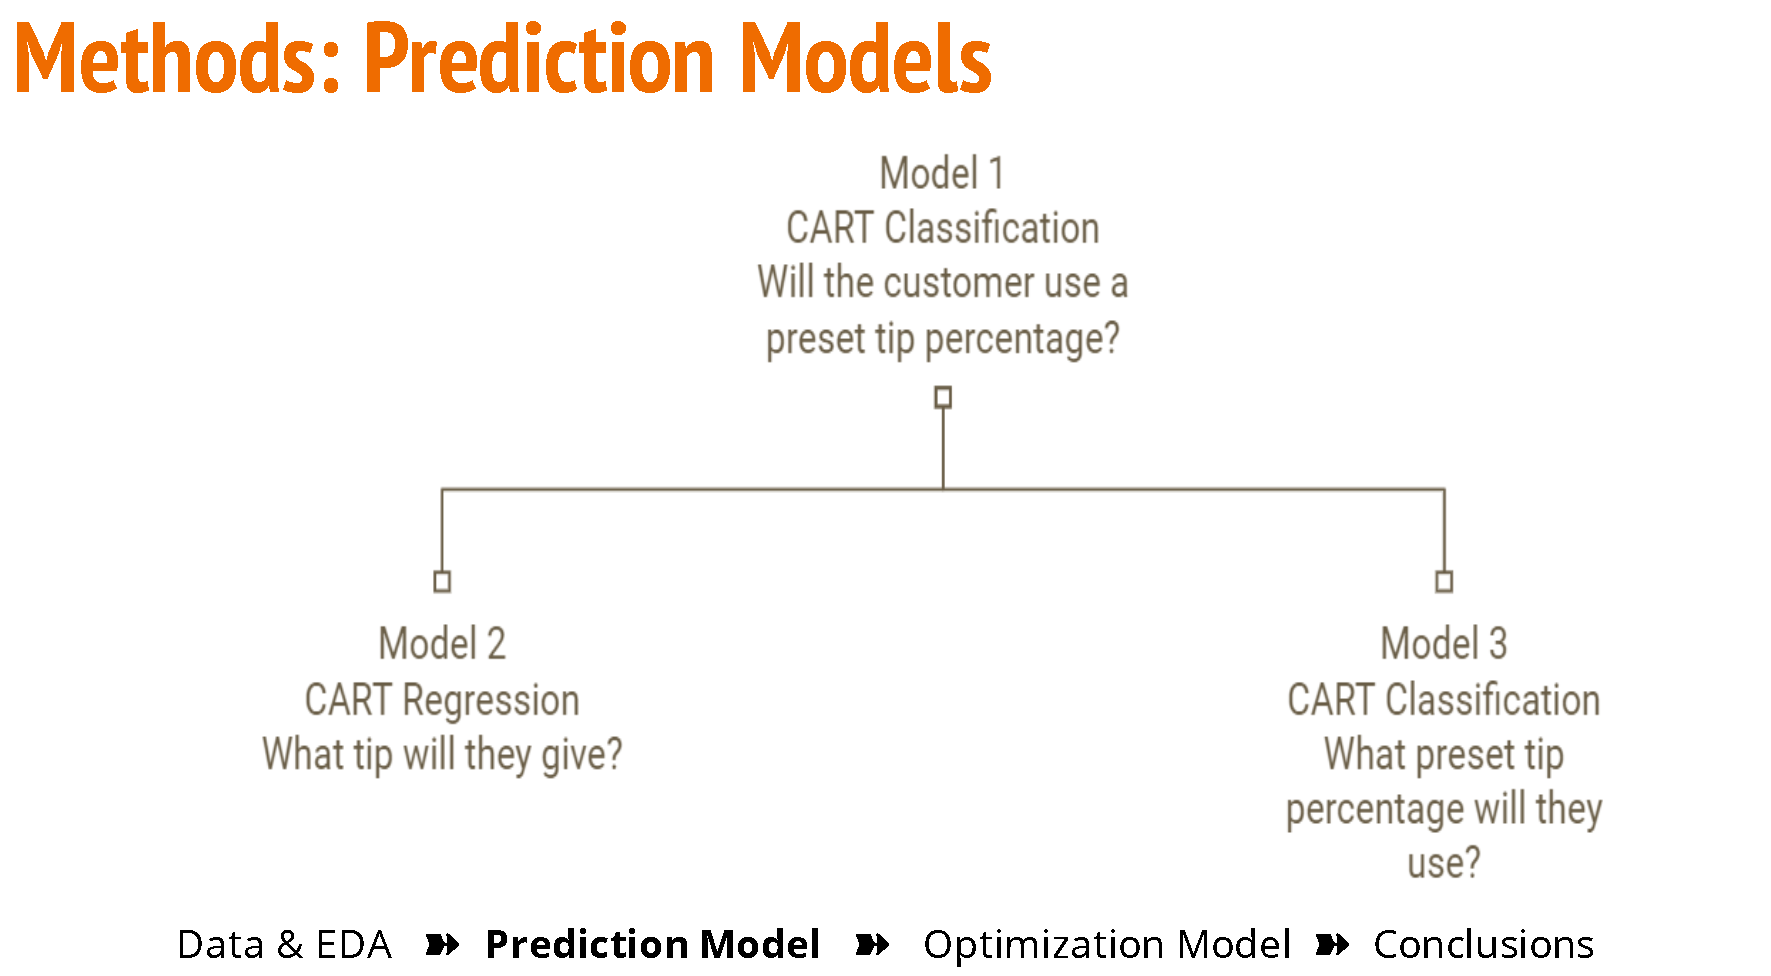 Methods: Prediction Models
Model 1
CART Classification
Will the customer use a
preset tip percentage?
Model 2
CART Regression
What tip will they give?
Model 3
CART Classification
What preset tip
percentage will they
use?
Data & EDA Prediction Model Optimization Model Conclusions